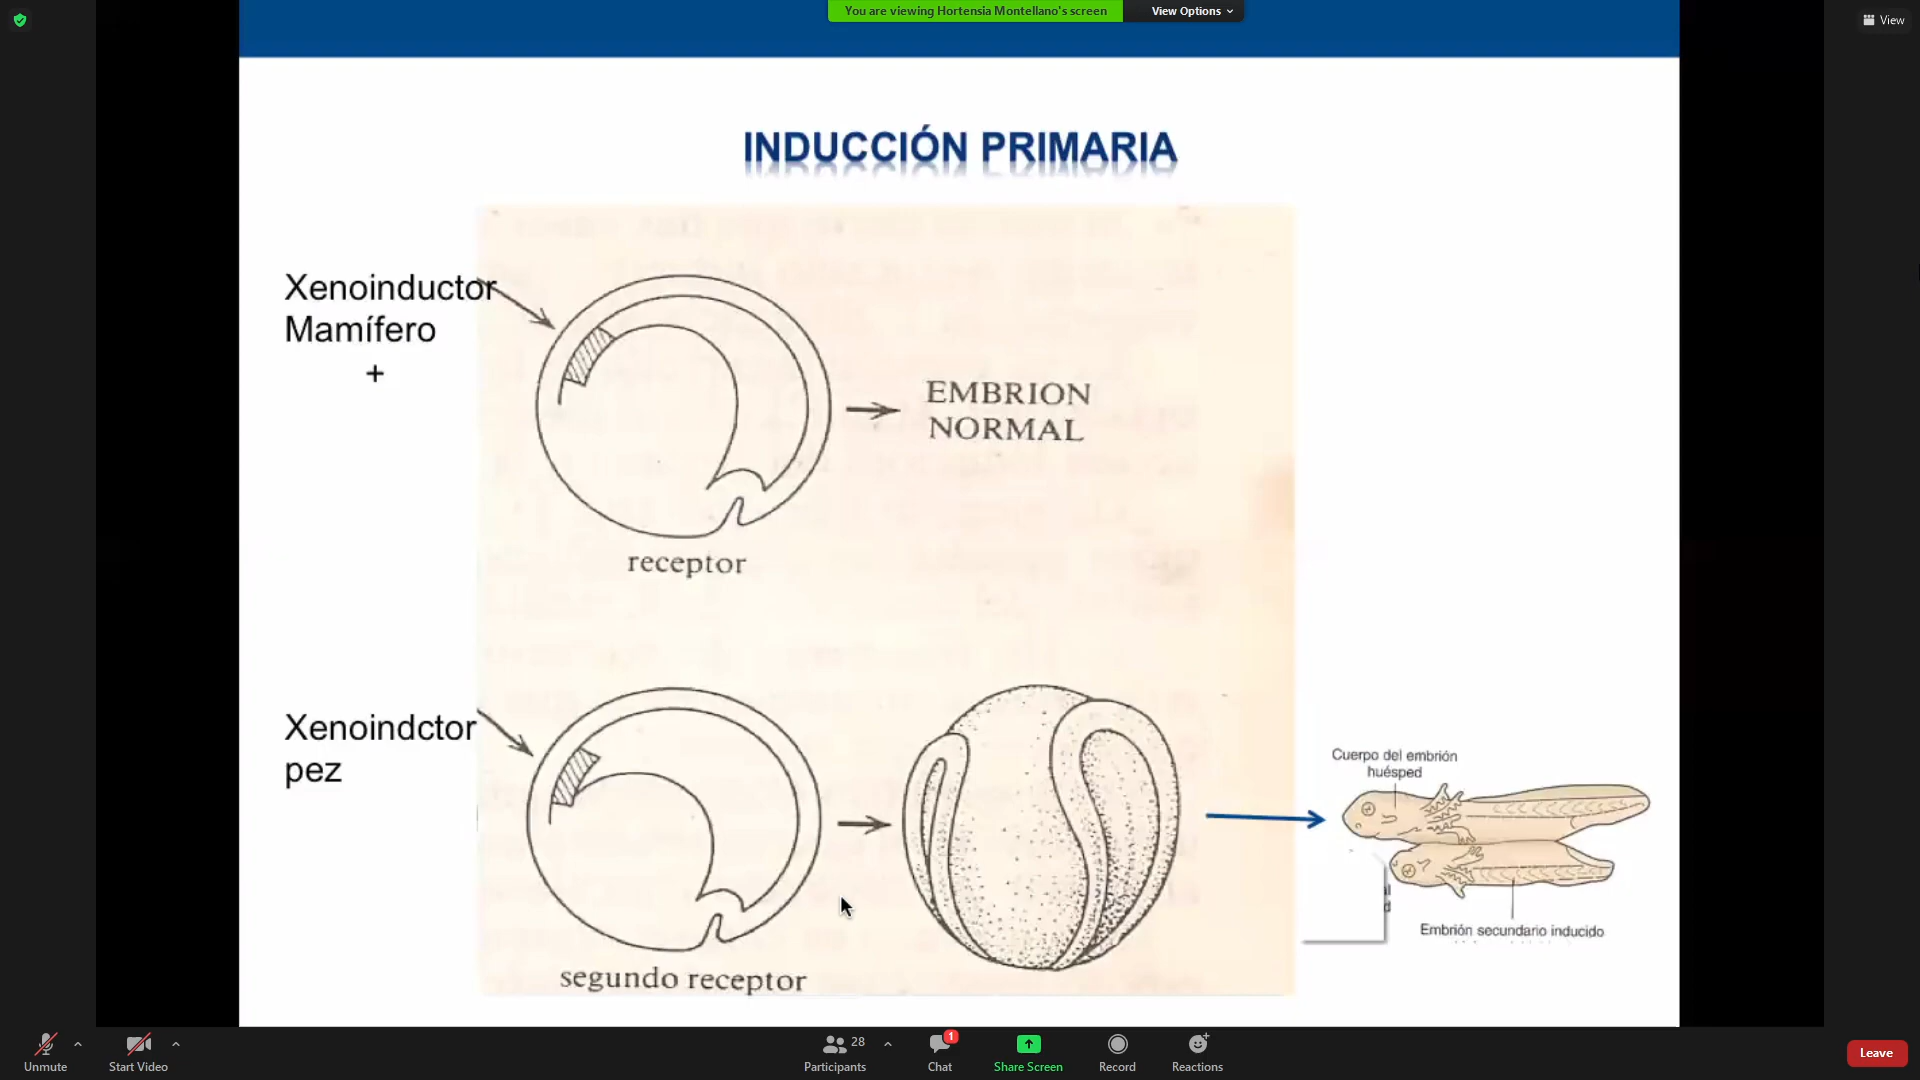 You are viewing Hortensia Montellano's screen
View Options
View
INDUCCIÓN PRIMARIA
Xenoinductor
Mamífero
+
EMBRION
NORMAL
receptor
Xenoindctor
pez
Cuerpo del embrión
huésped
Embrión secundario inducido
segundo receptor
Unmute
Start Video
28
Participants
1
Chat
Share Screen
Record
Reactions
Leave